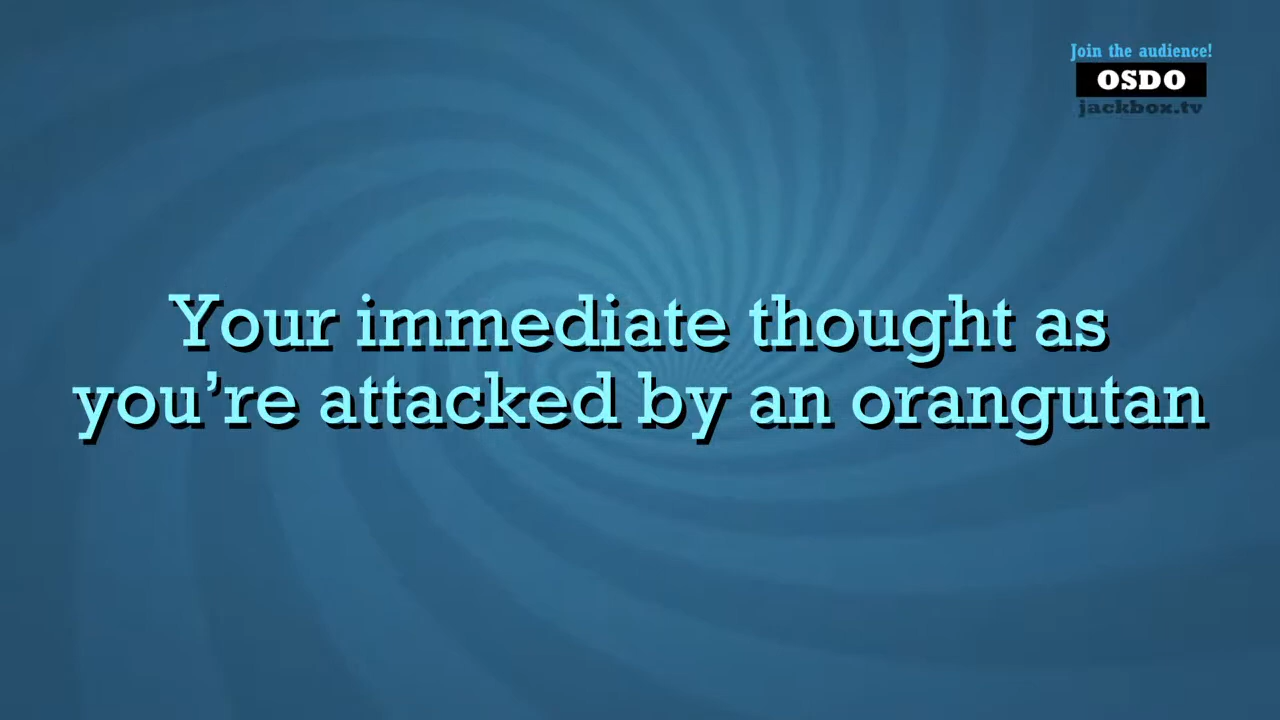 Join the audience!
OSDO
jackbox.tv
Your immediate thought as
you're attacked by an orangutan